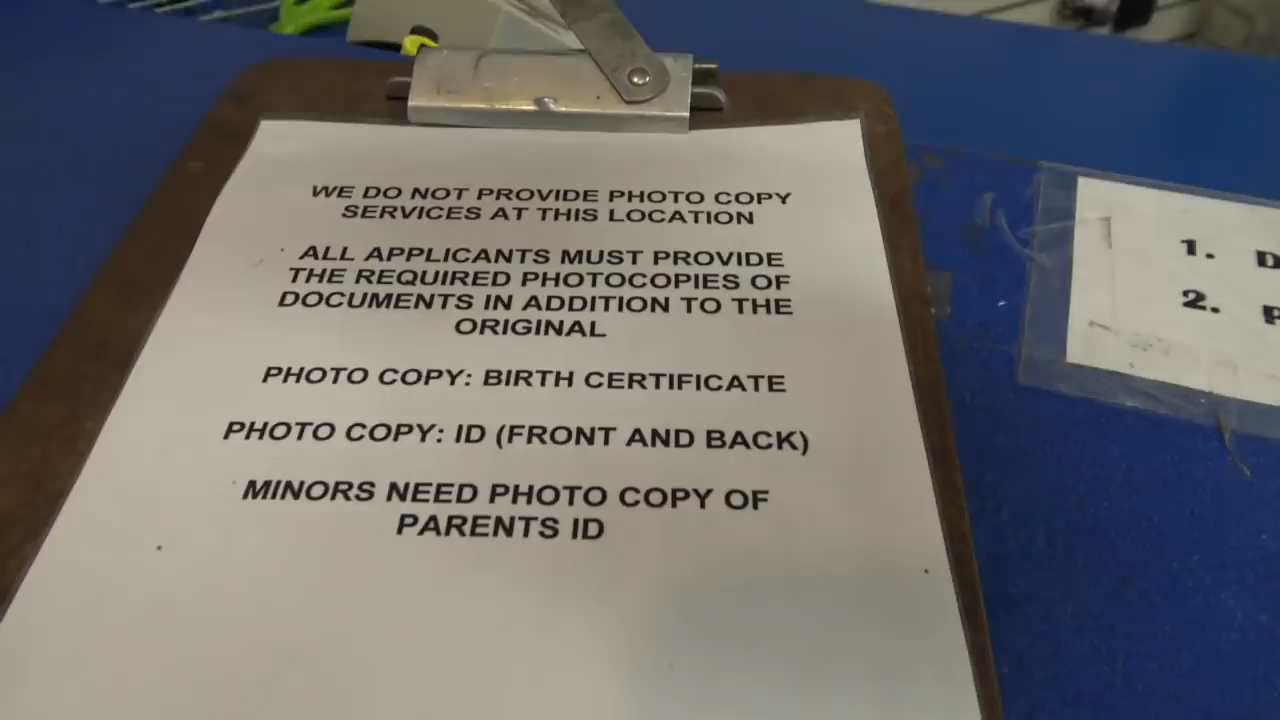 WE DO NOT PROVIDE PHOTO COPY
SERVICES AT THIS LOCATION
ALL APPLICANTS MUST PROVIDE
THE REQUIRED PHOTOCOPIES OF
DOCUMENTS IN ADDITION TO THE
ORIGINAL
PHOTO COPY: BIRTH CERTIFICATE
PHOTO COPY: ID (FRONT AND BACK)
MINORS NEED PHOTO COPY OF
PARENTS ID
1.
2.